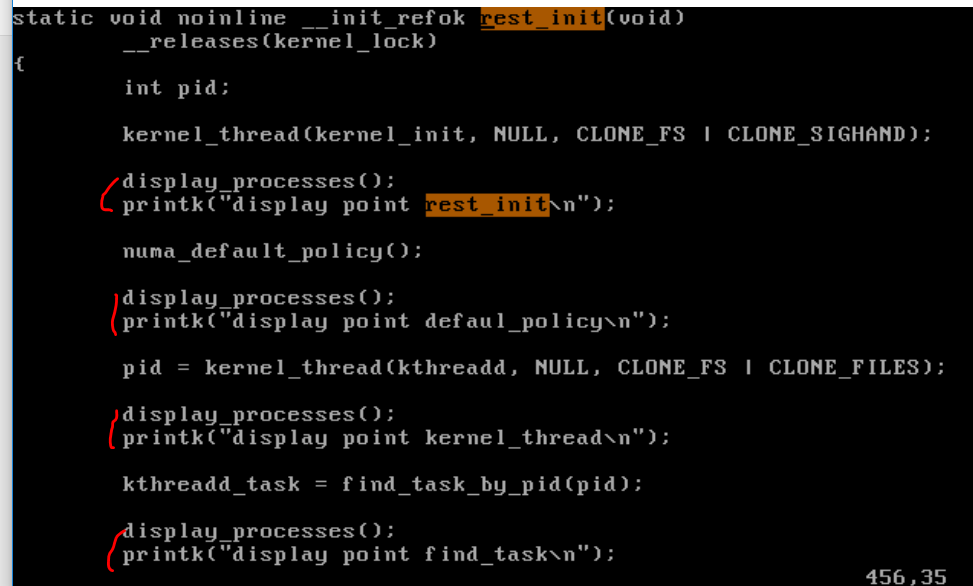 static void noinline __init_refok rest_init(void)
__releases(kernel_lock)
{
int pid;
kernel_thread(kernel_init, NULL, CLONE_FS | CLONE_SIGHAND);
display_processes();
printk("display point rest_init\n");
numa_default_policy();
display_processes();
printk("display point defaul_policy\n");
pid = kernel_thread(kthreadd, NULL, CLONE_FS | CLONE_FILES);
display_processes();
printk("display point kernel_thread\n");
kthreadd_task = find_task_by_pid(pid);
display_processes();
printk("display point find_task\n");
456,35